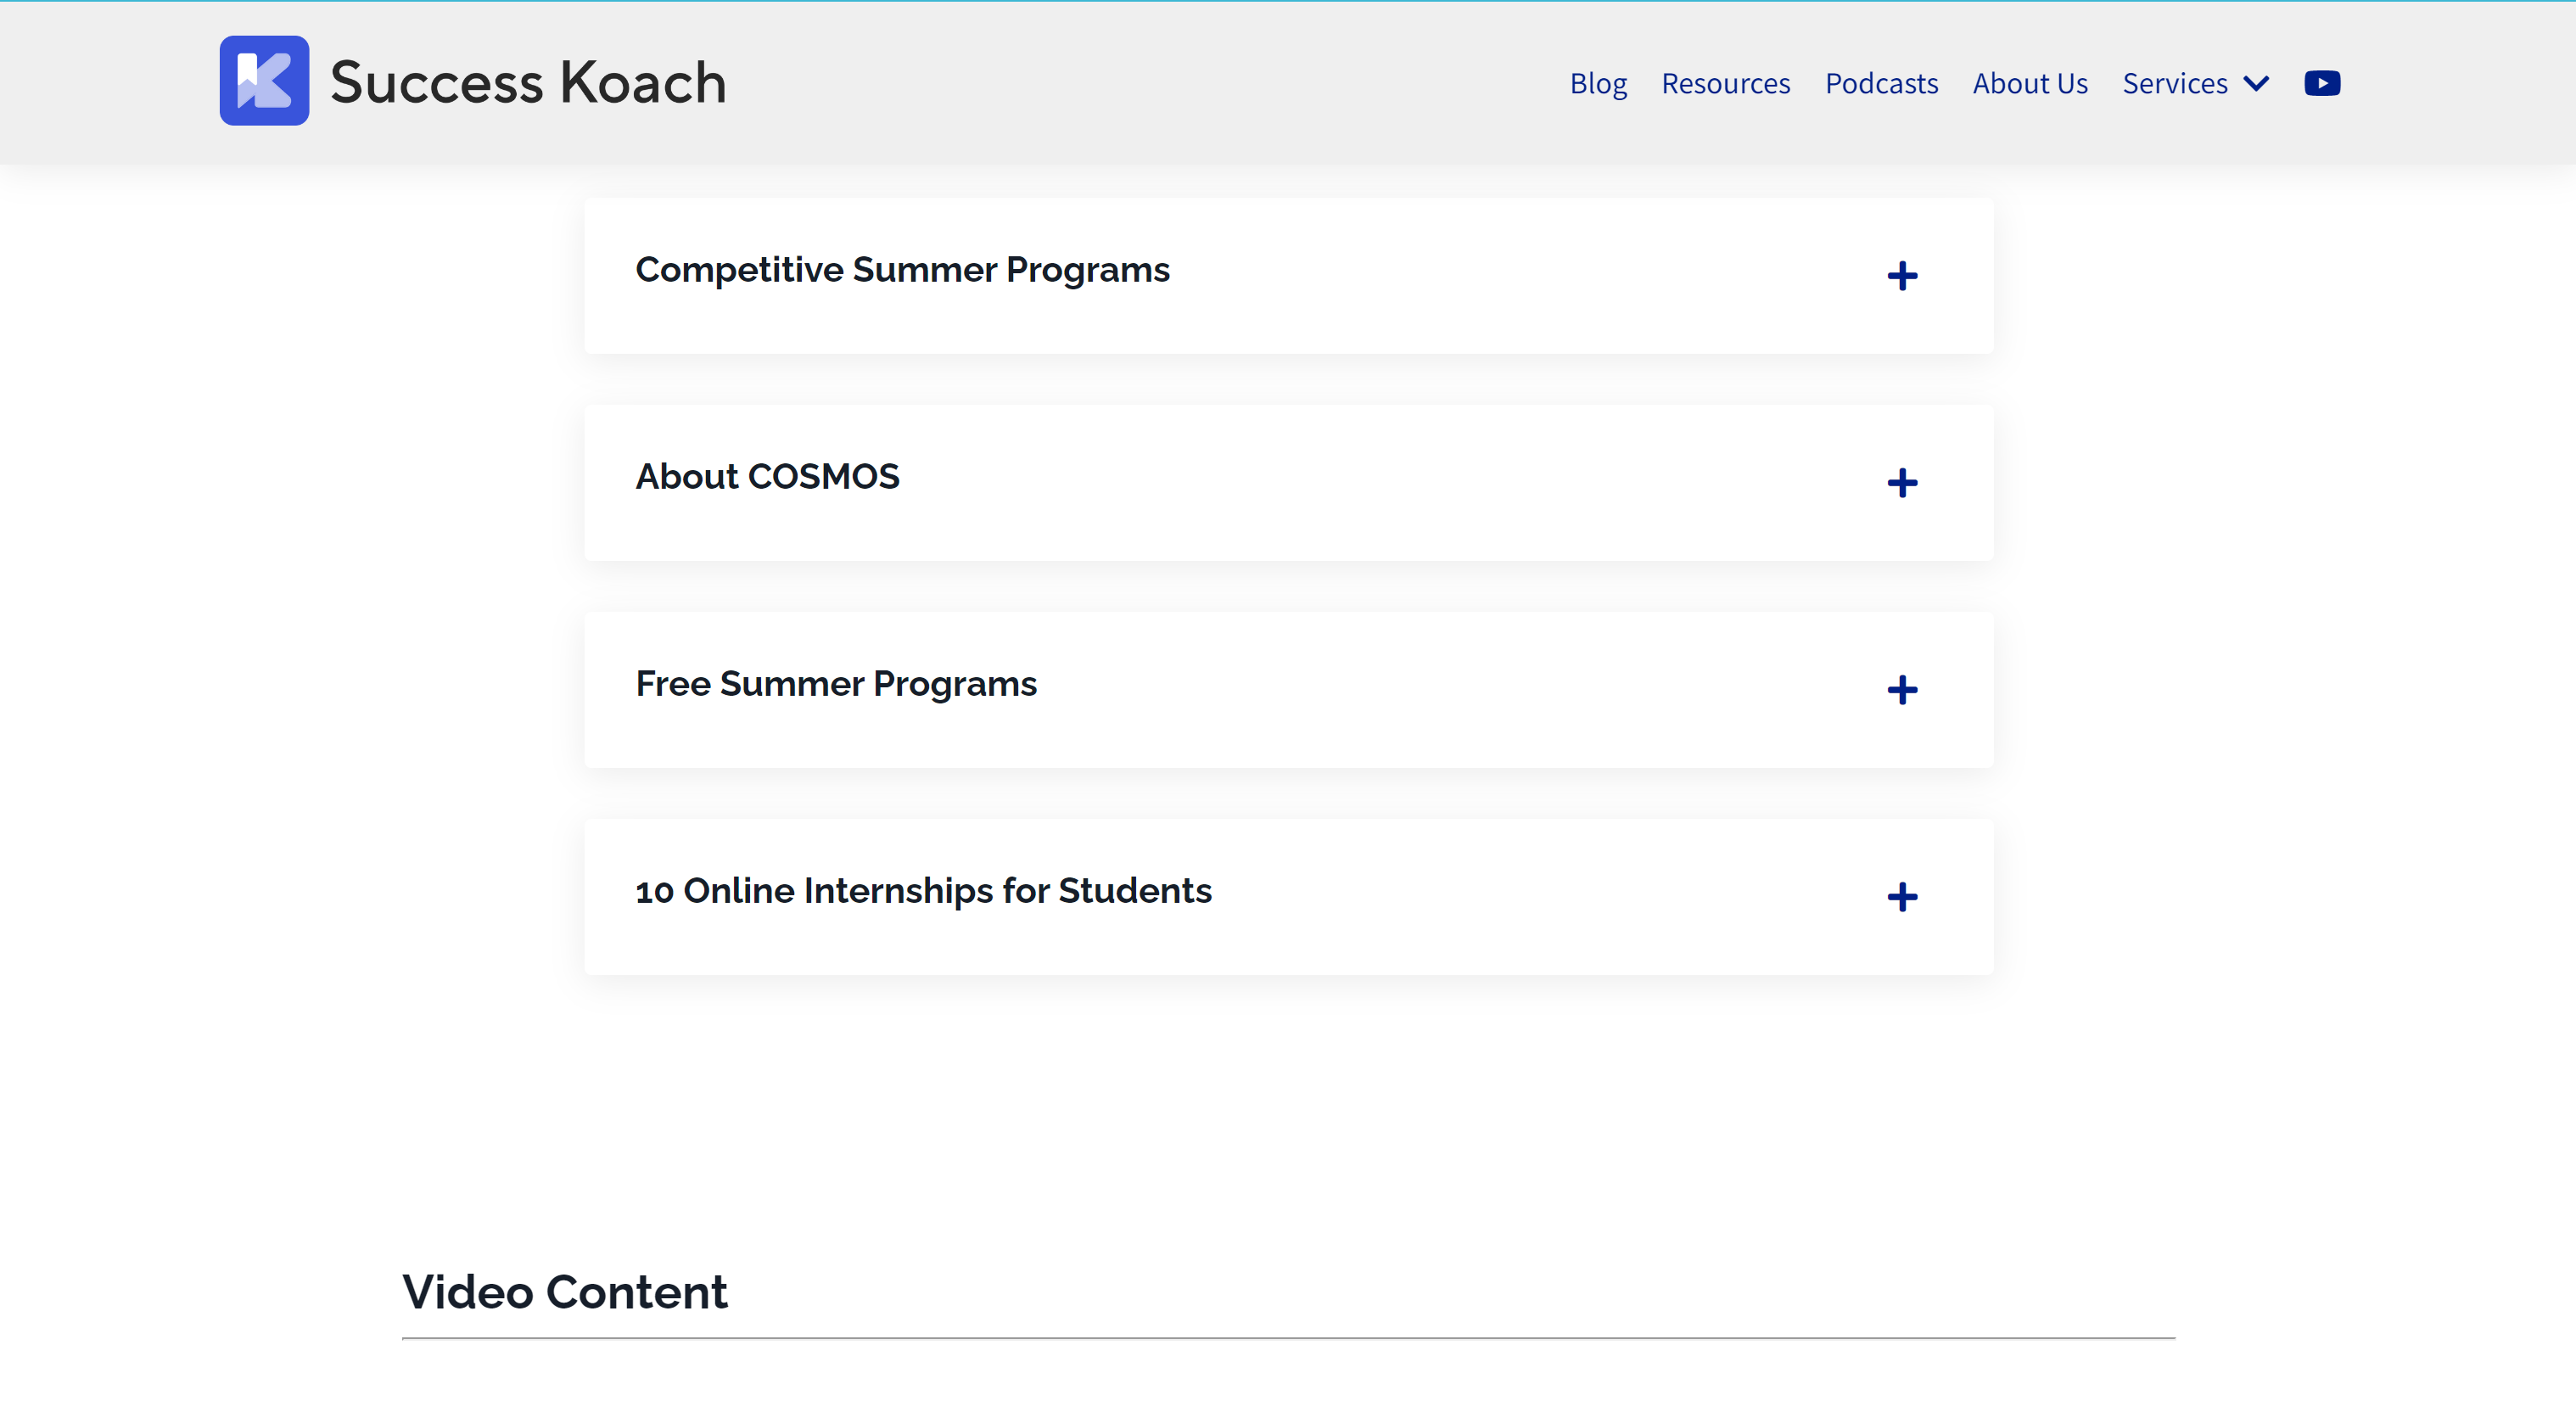 Success Koach
Blog Resources Podcasts About Us Services
Competitive Summer Programs
About COSMOS
Free Summer Programs
10 Online Internships for Students
Video Content